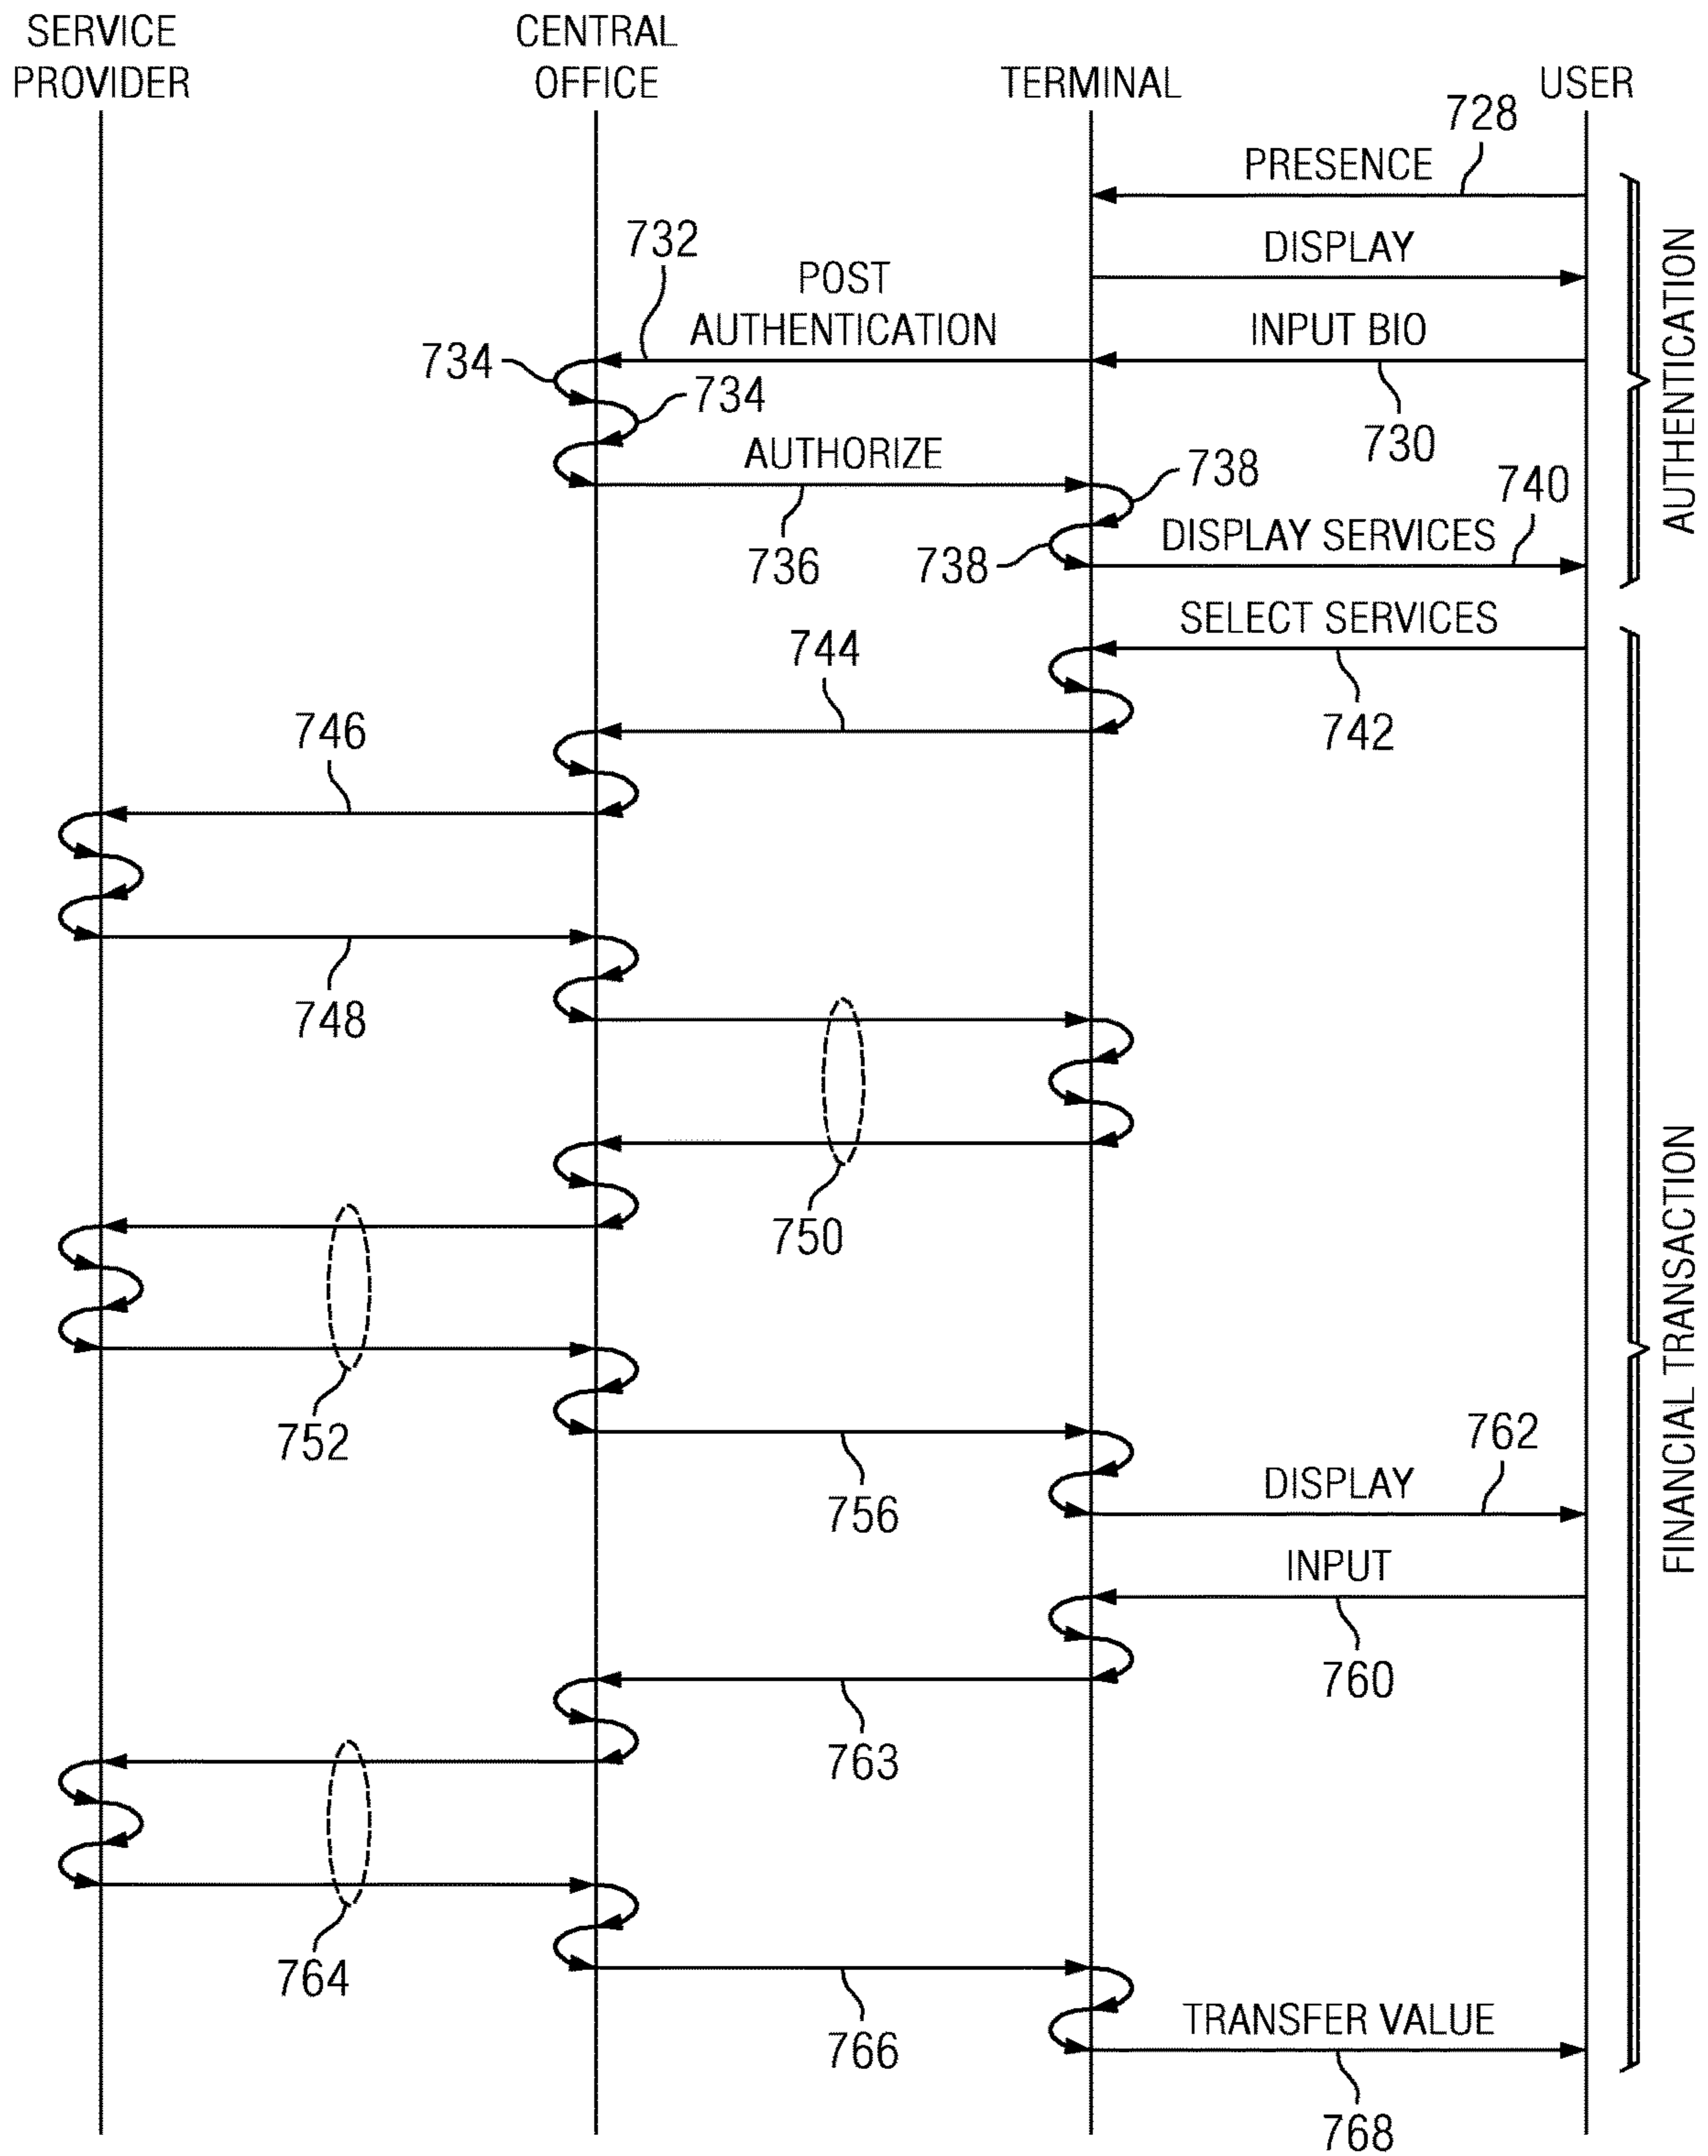 SERVICE
PROVIDER
CENTRAL
OFFICE
TERMINAL
USER
728
PRESENCE
DISPLAY
732
POST
AUTHENTICATION
INPUT BIO
734
734
730
AUTHORIZE
738
740
736
738
DISPLAY SERVICES
AUTHENTICATION
SELECT SERVICES
744
742
746
748
750
752
762
DISPLAY
756
INPUT
760
763
764
TRANSFER VALUE
766
768
FINANCIAL TRANSACTION